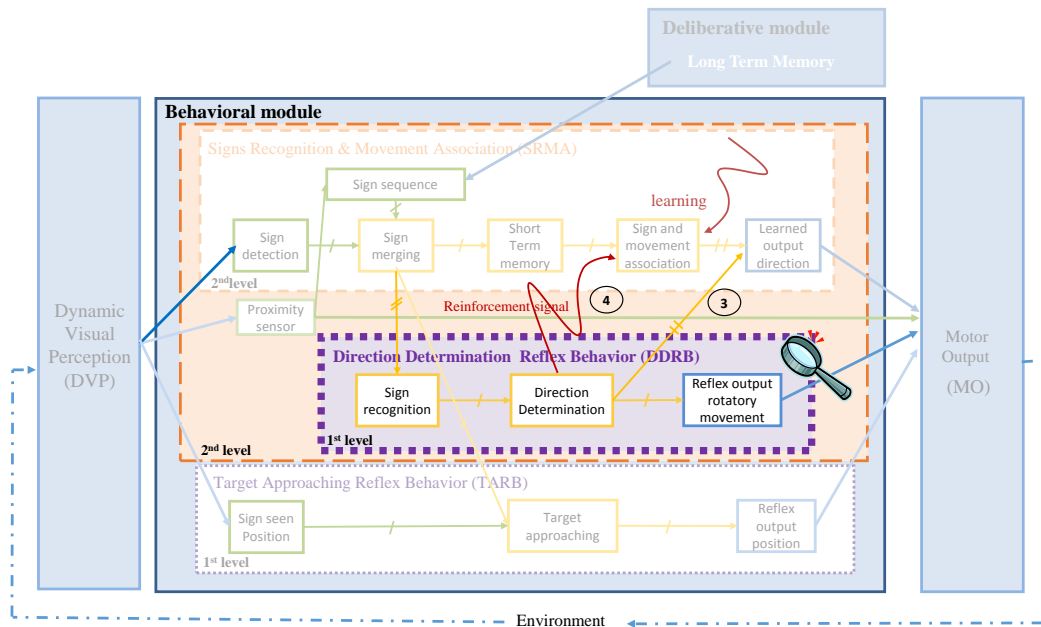 Deliberative module
Long Term Memory
Behavioral module
Signs Recognition & Movement Association (SRMA)
Sign sequence
learning
Sign
detection
Sign
merging
Short
Term
memory
Sign and
movement
association
Learned
output
direction
2nd level
Reinforcement signal
4
3
Proximity
sensor
Dynamic
Visual
Perception
(DVP)
Motor
Output
(MO)
Direction Determination Reflex Behavior (DDRB)
Sign
recognition
Direction
Determination
Reflex output
rotatory
movement
1st level
2nd level
Target Approaching Reflex Behavior (TARB)
Sign seen
Position
Target
approaching
Reflex
output
position
1st level
Environment